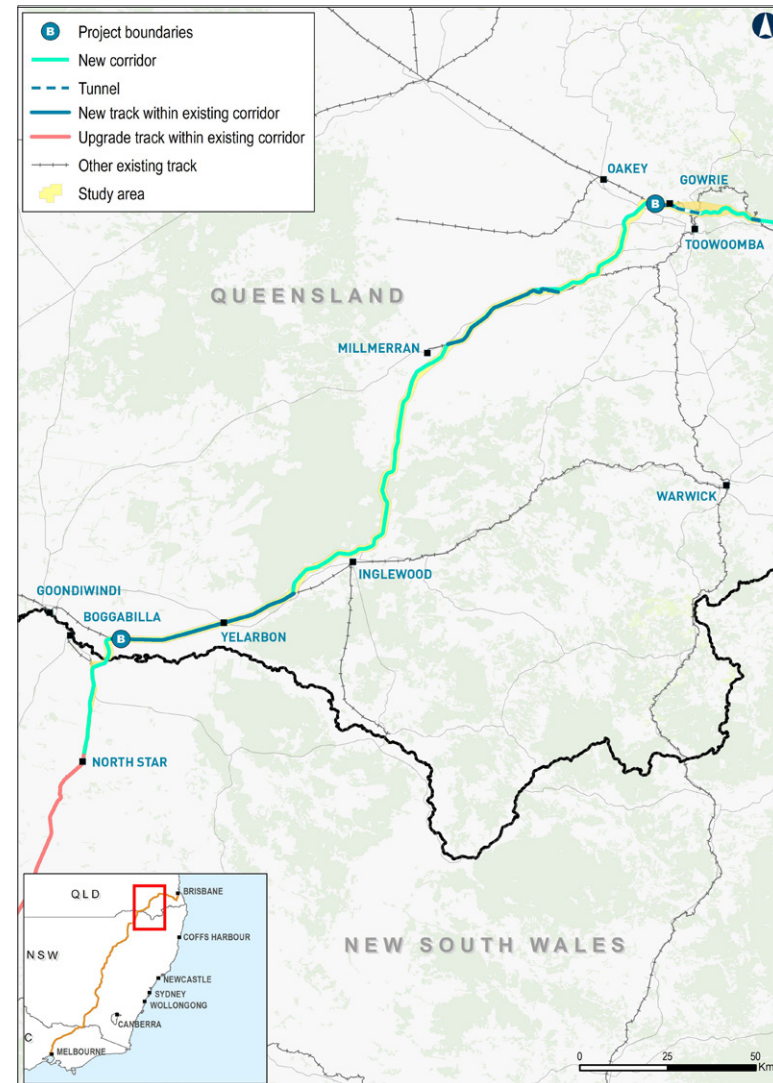 B Project boundaries
New corridor
Tunnel
New track within existing corridor
Upgrade track within existing corridor
Other existing track
Study area
OAKEY
B GOWRIE
TOOWOOMBA
QUEENSLAND
MILLMERRAN
WARWICK
INGLEWOOD
GOONDIWINDI
BOGGABILLA
B
YELARBON
NORTH STAR
QLD
BRISBANE
COFFS HARBOUR
NSW
NEWCASTLE
SYDNEY
WOLLONGONG
CANBERRA
C
MELBOURNE
NEW SOUTH WALES
0 25 50
Km